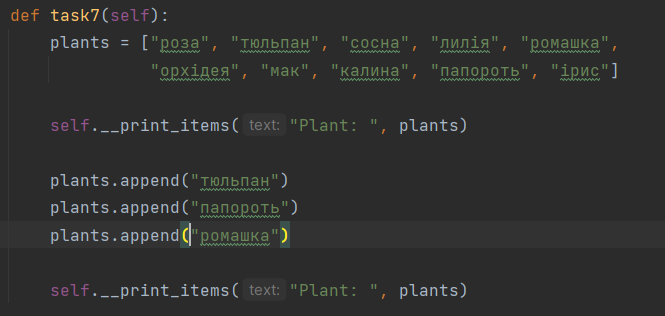 def task7(self):
plants = ["роза", "тюльпан", "сосна", "лилія", "ромашка",
"орхідея", "мак", "калина", "папороть", "ірис"]
self.__print_items( text: "Plant: ", plants)
plants.append("тюльпан")
plants.append("папороть")
plants.append("ромашка")
self.__print_items( text: "Plant: ", plants)